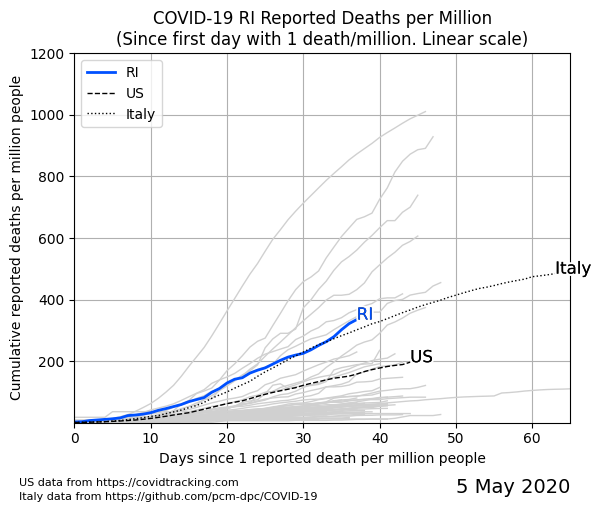 COVID-19 RI Reported Deaths per Million
(Since first day with 1 death/million. Linear scale)
Cumulative reported deaths per million people
1200
1000
800
600
400
200
RI
US
Italy
Italy
RI
US
0 10 20 30 40 50 60
Days since 1 reported death per million people
US data from https://covidtracking.com
Italy data from https://github.com/pcm-dpc/COVID-19
5 May 2020